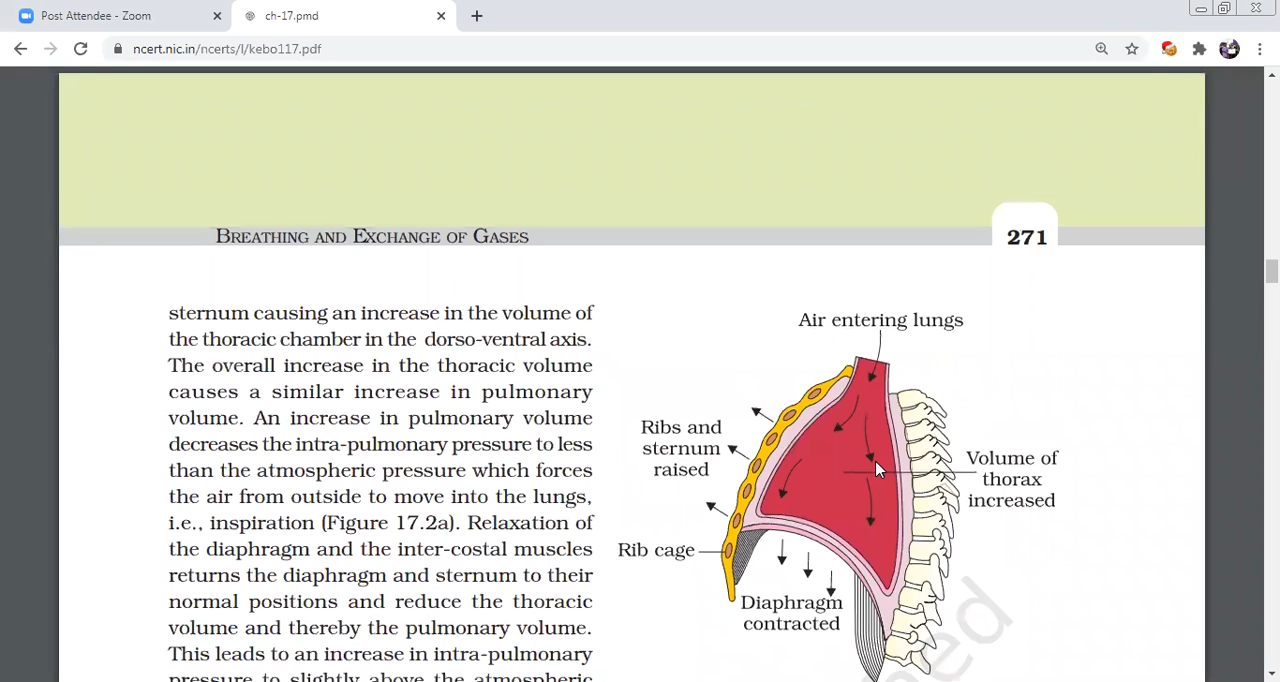 Post Attendee - Zoom
ch-17.pmd
ncert.nic.in/ncerts/l/kebo117.pdf
BREATHING AND EXCHANGE OF GASES
271
sternum causing an increase in the volume of
the thoracic chamber in the dorso-ventral axis.
The overall increase in the thoracic volume
causes a similar increase in pulmonary
volume. An increase in pulmonary volume
decreases the intra-pulmonary pressure to less
than the atmospheric pressure which forces
the air from outside to move into the lungs,
i.e., inspiration (Figure 17.2a). Relaxation of
the diaphragm and the inter-costal muscles
returns the diaphragm and sternum to their
normal positions and reduce the thoracic
volume and thereby the pulmonary volume.
This leads to an increase in intra-pulmonary
pressure to slightly above the atmospheric
Air entering lungs
Ribs and
sternum
raised
Volume of
thorax
increased
Rib cage
Diaphragm
contracted